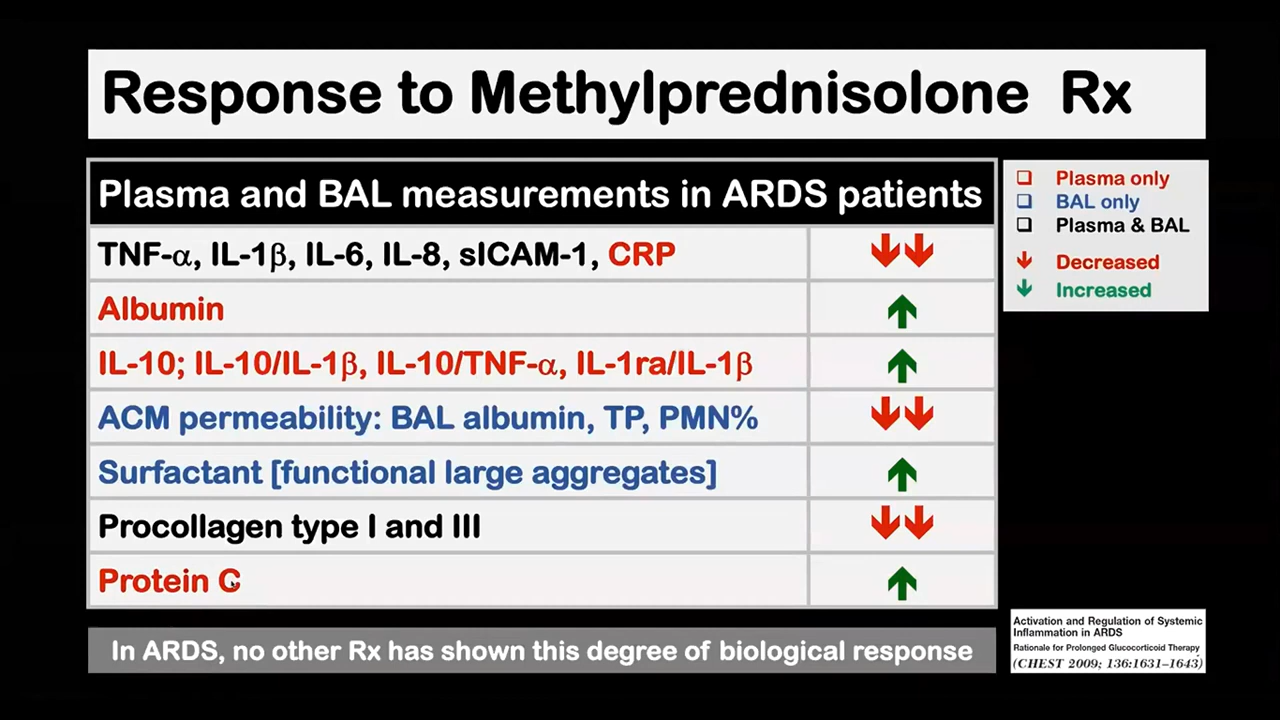 Response to Methylprednisolone Rx
Plasma and BAL measurements in ARDS patients
TNF-α, IL-1β, IL-6, IL-8, sICAM-1, CRP
Albumin
IL-10; IL-10/IL-1β, IL-10/TNF-α, IL-1ra/IL-1β
ACM permeability: BAL albumin, TP, PMN%
Surfactant [functional large aggregates]
Procollagen type I and III
Protein C
Plasma only
BAL only
Plasma & BAL
Decreased
Increased
In ARDS, no other Rx has shown this degree of biological response
Activation and Regulation of Systemic
Inflammation in ARDS
Rationale for Prolonged Glucocorticoid Therapy
(CHEST 2009; 136:1631–1643)